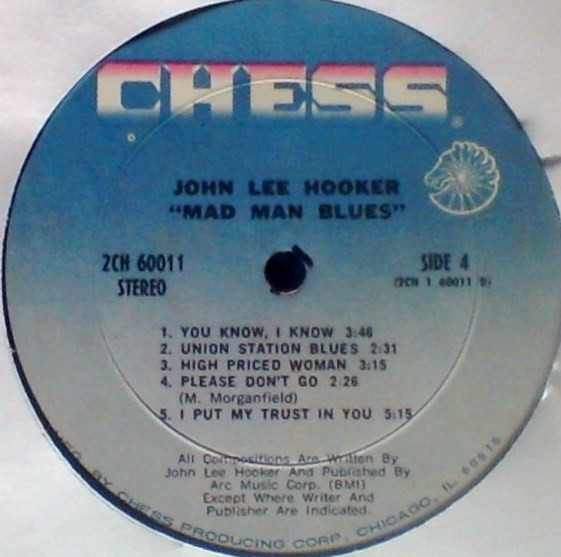 CHESS
®
JOHN LEE HOOKER
"MAD MAN BLUES"
2CH 60011
STEREO
SIDE 4
(2CH 1 60011 D)
1. YOU KNOW, I KNOW 3:46
2. UNION STATION BLUES 2:31
3. HIGH PRICED WOMAN 3:15
4. PLEASE DON'T GO 2:26
(M. Morganfield)
5. I PUT MY TRUST IN YOU 5:15
All Compositions Are Written By
John Lee Hooker And Published By
Arc Music Corp. (BMI)
Except Where Writer And
Publisher Are Indicated.
MFG. BY CHESS PRODUCING CORP., CHICAGO, IL 60616